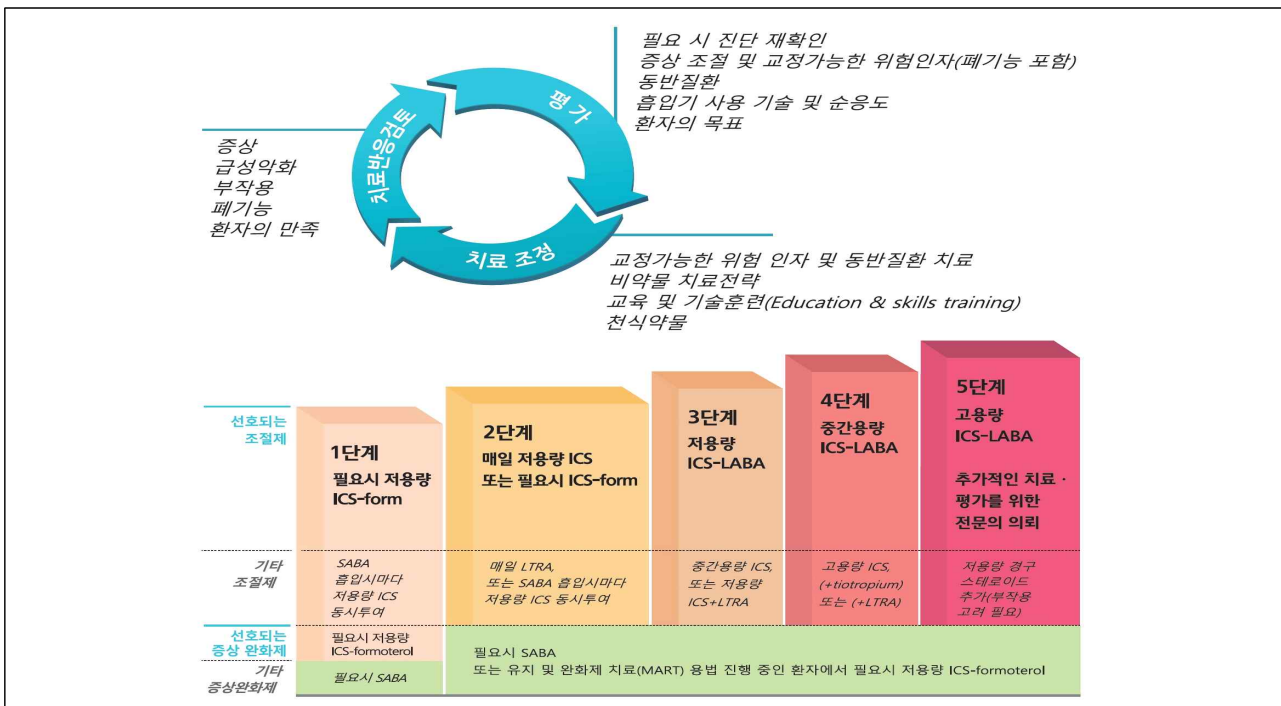 필요 시 진단 재확인
증상 조절 및 교정가능한 위험인자(폐기능 포함)
동반질환
흡입기 사용 기술 및 순응도
환자의 목표
평가
치료반응검토
증상
급성악화
부작용
폐기능
환자의 만족
치료 조정
교정가능한 위험 인자 및 동반질환 치료
비약물 치료전략
교육 및 기술훈련(Education & skills training)
천식약물
선호되는
조절제
1단계
필요시 저용량
ICS-form
2단계
매일 저용량 ICS
또는 필요시 ICS-form
3단계
저용량
ICS-LABA
4단계
중간용량
ICS-LABA
5단계
고용량
ICS-LABA
추가적인 치료 ·
평가를 위한
전문의 의뢰
기타
조절제
SABA
흡입시마다
저용량 ICS
동시투여
매일 LTRA,
또는 SABA 흡입시마다
저용량 ICS 동시투여
중간용량 ICS,
또는 저용량
ICS+LTRA
고용량 ICS,
(+tiotropium)
또는 (+LTRA)
저용량 경구
스테로이드
추가(부작용
고려 필요)
선호되는
증상 완화제
필요시 저용량
ICS-formoterol
필요시 SABA
또는 유지 및 완화제 치료(MART) 용법 진행 중인 환자에서 필요시 저용량 ICS-formoterol
기타
증상완화제
필요시 SABA